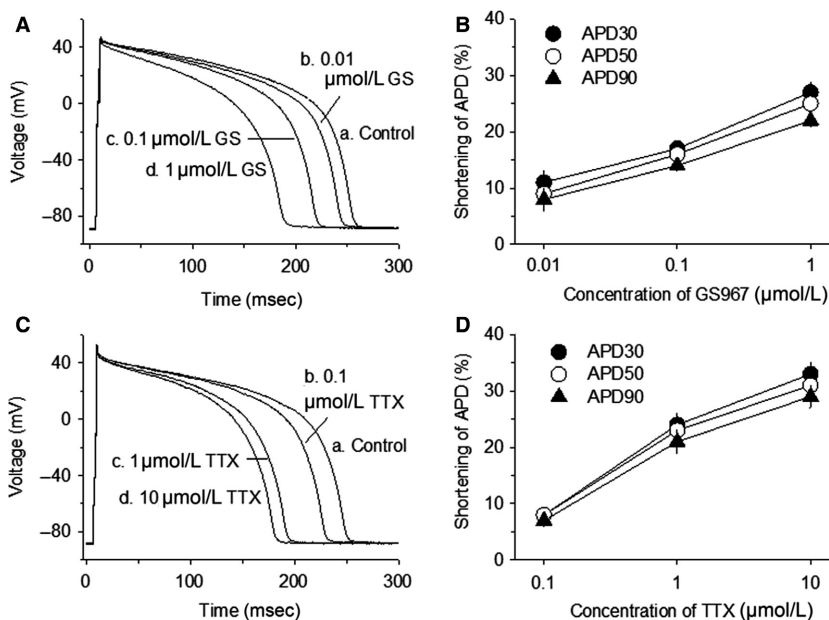 A
40
0
−40
−80
Voltage (mV)
b. 0.01
µmol/L GS
a. Control
c. 0.1 µmol/L GS
d. 1 µmol/L GS
0
100
200
300
Time (msec)
B
APD30
APD50
APD90
40
30
20
10
0
Shortening of APD (%)
0.01
0.1
1
Concentration of GS967 (µmol/L)
C
40
0
−40
−80
Voltage (mV)
b. 0.1
µmol/L TTX
a. Control
c. 1 µmol/L TTX
d. 10 µmol/L TTX
0
100
200
300
Time (msec)
D
APD30
APD50
APD90
40
30
20
10
0
Shortening of APD (%)
0.1
1
10
Concentration of TTX (µmol/L)